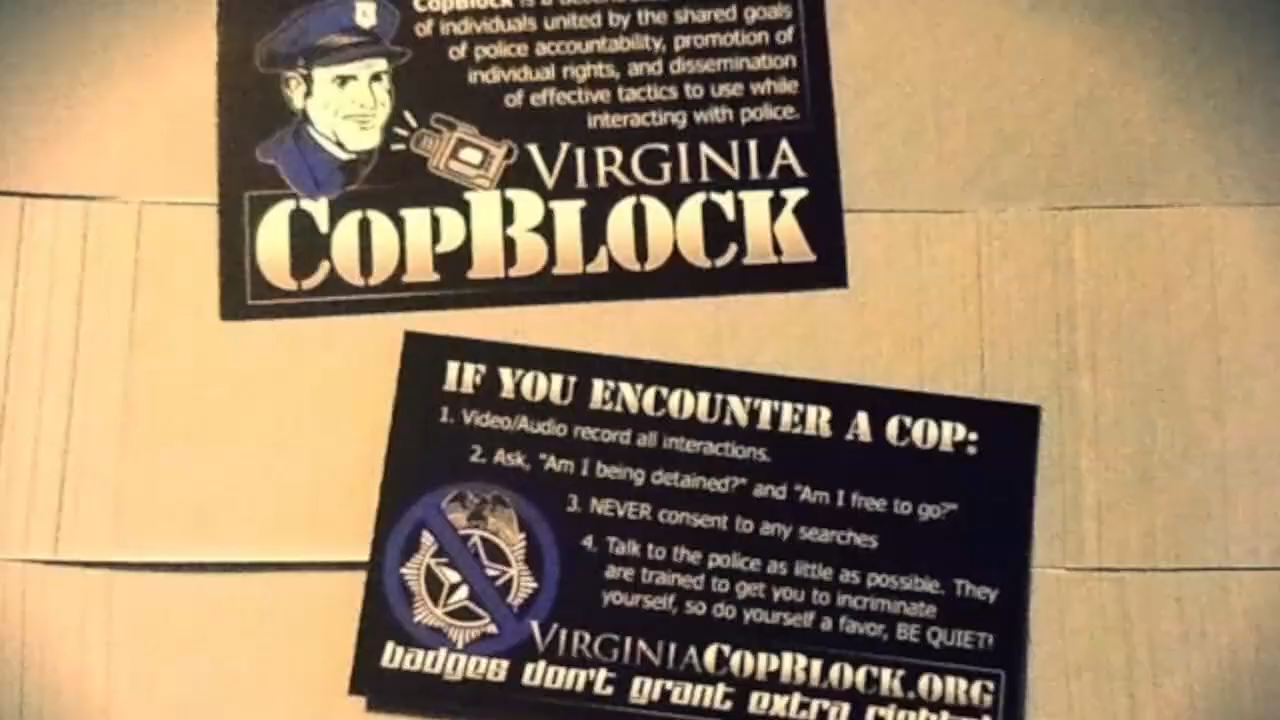 CopBlock is a
of individuals united by the shared goals
of police accountability, promotion of
individual rights, and dissemination
of effective tactics to use while
interacting with police.
VIRGINIA
COPBLOCK
IF YOU ENCOUNTER A COP:
1. Video/Audio record all interactions.
2. Ask, "Am I being detained?" and "Am I free to go?"
3. NEVER consent to any searches
4. Talk to the police as little as possible. They
are trained to get you to incriminate
yourself, so do yourself a favor, BE QUIET!
VIRGINIACOPBLOCK.ORG
badges don't grant extra rights!